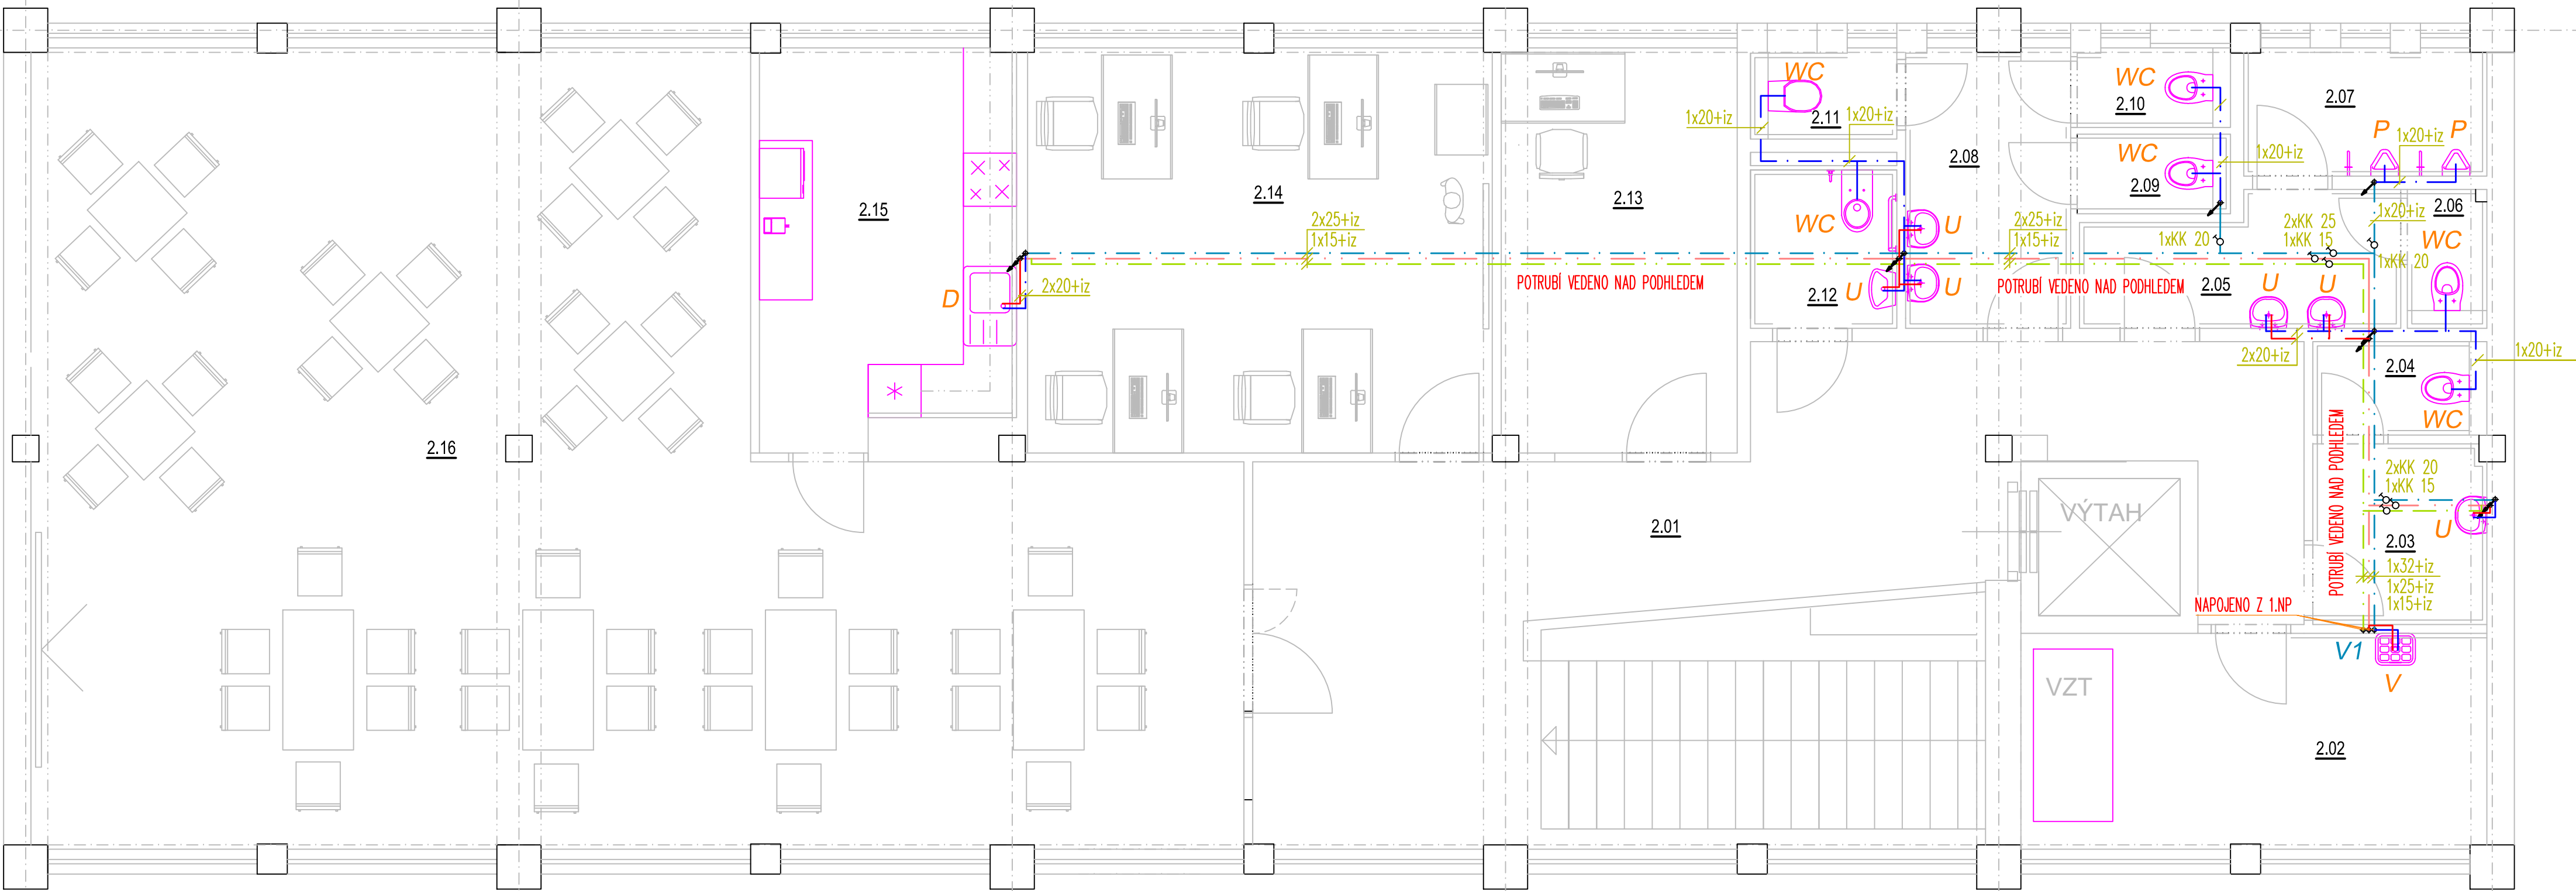 WC
2.11
1x20+iz
1x20+iz
WC
2.10
WC
2.09
1x20+iz
2.07
P
P
1x20+iz
2.08
2.15
2.14
2.13
WC
U
U
U
2.12
2x25+iz
1x15+iz
2x25+iz
1x15+iz
1xKK 20
2xKK 25
1xKK 15
1x20+iz
1xKK 20
2.06
WC
D
2x20+iz
POTRUBÍ VEDENO NAD PODHLEDEM
POTRUBÍ VEDENO NAD PODHLEDEM
2.05
U
U
2x20+iz
1x20+iz
2.04
WC
2.16
POTRUBÍ VEDENO NAD PODHLEDEM
2xKK 20
1xKK 15
U
2.03
VÝTAH
2.01
1x32+iz
1x25+iz
1x15+iz
NAPOJENO Z 1.NP
V1
V
VZT
2.02